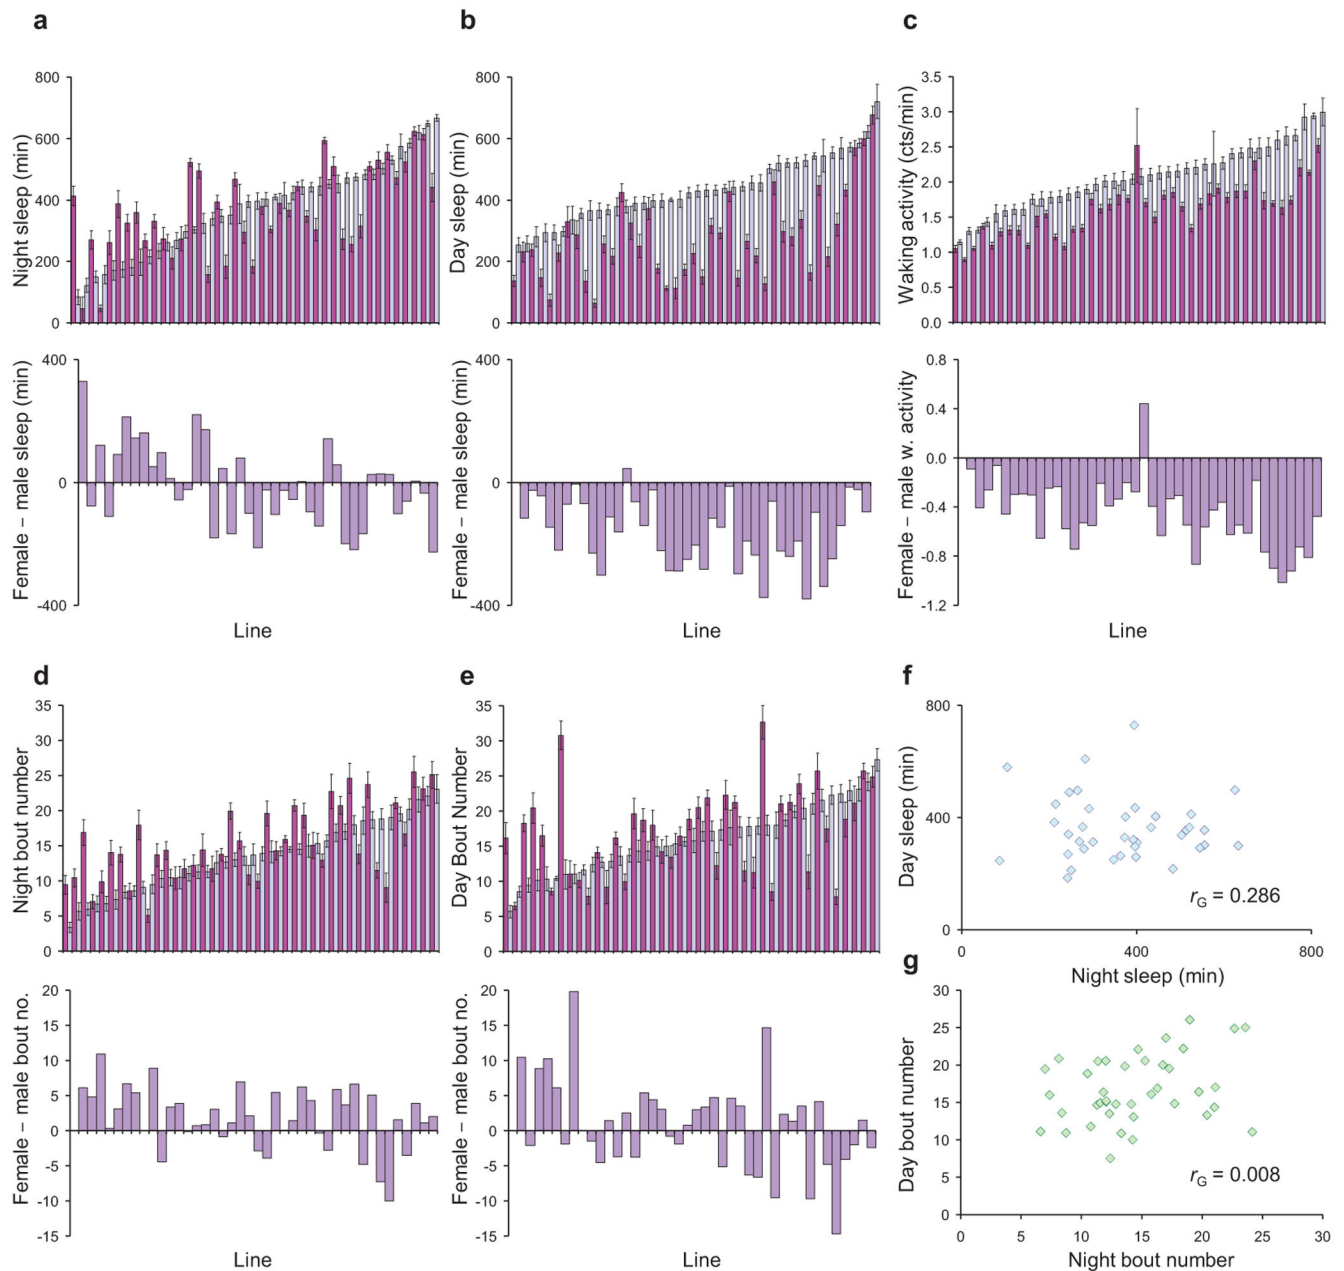 a
Night sleep (min)
800
600
400
200
0
Female – male sleep (min)
400
0
-400
Line
b
Day sleep (min)
800
600
400
200
0
Female – male sleep (min)
400
0
-400
Line
c
Waking activity (cts/min)
3.5
3.0
2.5
2.0
1.5
1.0
0.5
0.0
Female – male w. activity
0.8
0.4
0.0
-0.4
-0.8
-1.2
Line
d
Night bout number
35
30
25
20
15
10
5
0
Female – male bout no.
20
15
10
5
0
-5
-10
-15
Line
e
Day Bout Number
35
30
25
20
15
10
5
0
Female – male bout no.
20
15
10
5
0
-5
-10
-15
Line
f
Day sleep (min)
800
400
0
rG = 0.286
0 400 800
Night sleep (min)
g
Day bout number
30
25
20
15
10
5
0
rG = 0.008
0 5 10 15 20 25 30
Night bout number